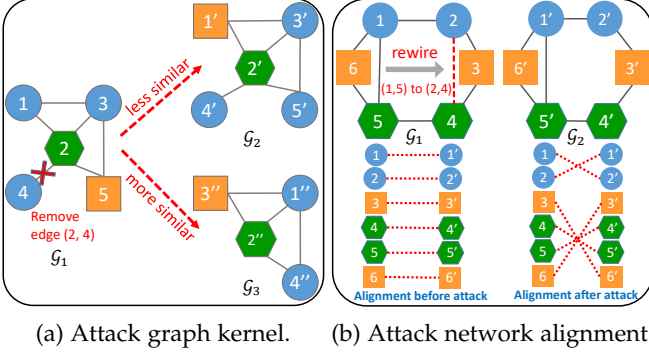 1
3
2
4
5
Remove
edge (2, 4)
G₁
less similar
more similar
1′
3′
2′
4′
5′
G₂
3′′
1′′
2′′
4′′
G₃
(a) Attack graph kernel.
1
2
6
3
5
4
rewire
(1,5) to (2,4)
G₁
1′
2′
6′
3′
5′
4′
G₂
1 1′
2 2′
3 3′
4 4′
5 5′
6 6′
Alignment before attack
1 1′
2 2′
3 3′
4 4′
5 5′
6 6′
Alignment after attack
(b) Attack network alignment